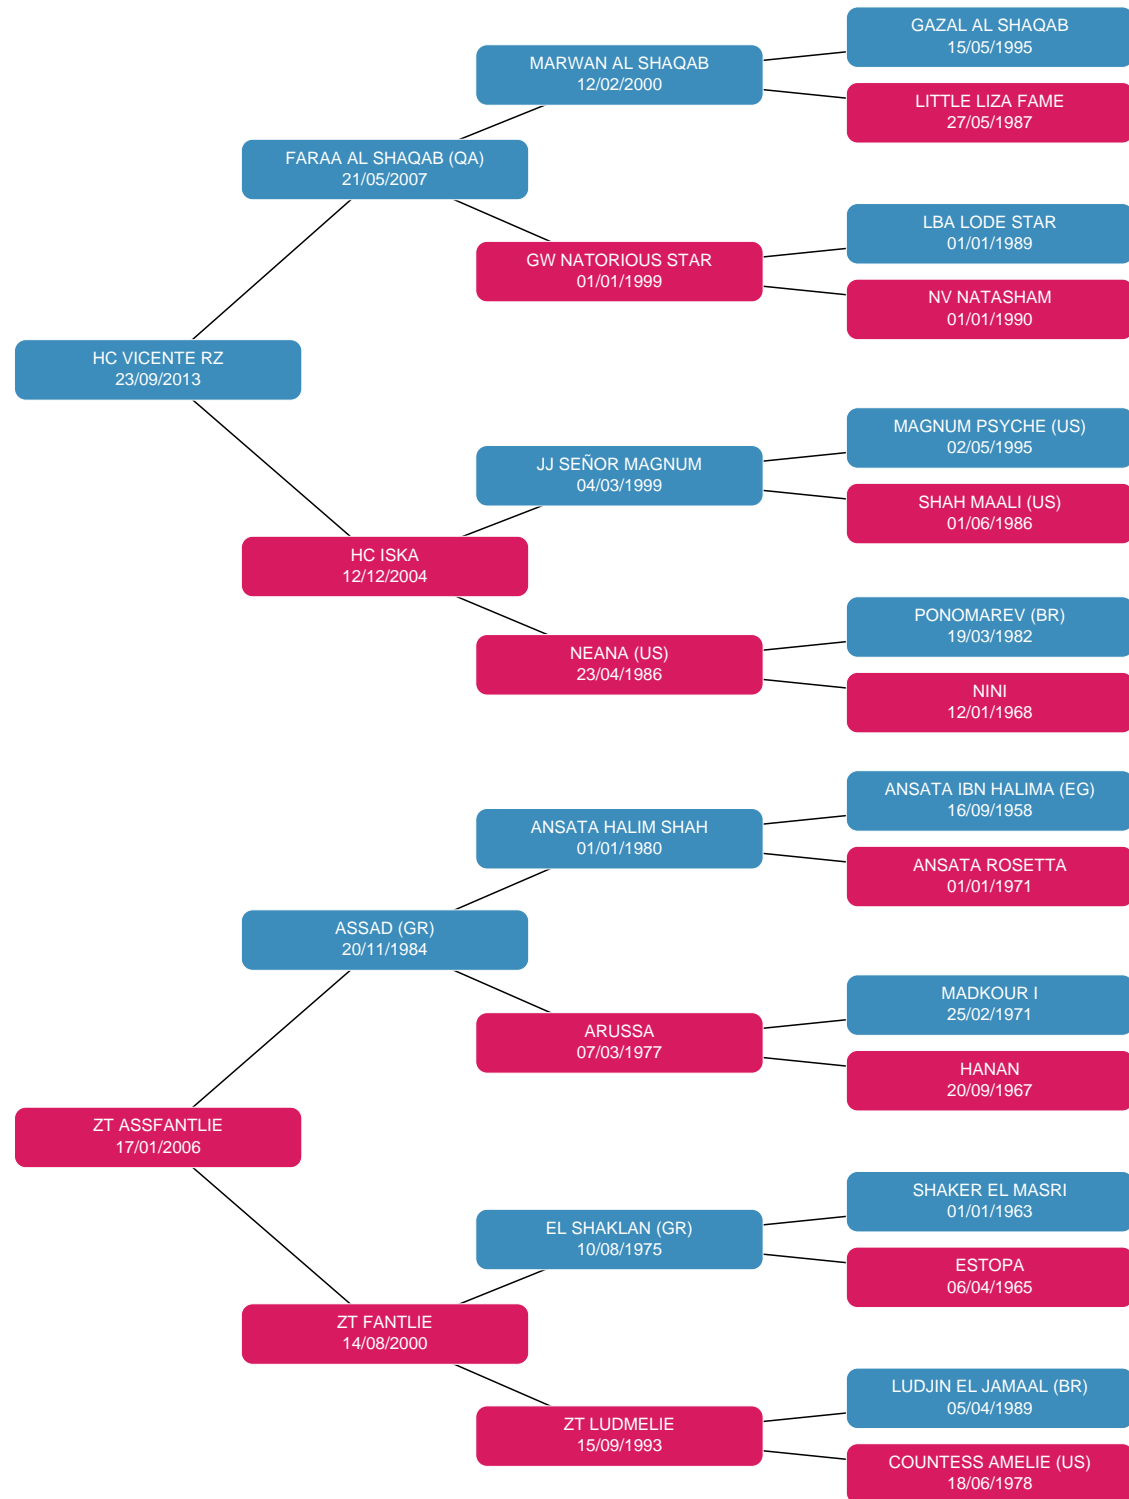 GAZAL AL SHAQAB
15/05/1995
MARWAN AL SHAQAB
12/02/2000
LITTLE LIZA FAME
27/05/1987
FARAA AL SHAQAB (QA)
21/05/2007
LBA LODE STAR
01/01/1989
GW NATORIOUS STAR
01/01/1999
NV NATASHAM
01/01/1990
HC VICENTE RZ
23/09/2013
MAGNUM PSYCHE (US)
02/05/1995
JJ SEÑOR MAGNUM
04/03/1999
SHAH MAALI (US)
01/06/1986
HC ISKA
12/12/2004
PONOMAREV (BR)
19/03/1982
NEANA (US)
23/04/1986
NINI
12/01/1968
ANSATA IBN HALIMA (EG)
16/09/1958
ANSATA HALIM SHAH
01/01/1980
ANSATA ROSETTA
01/01/1971
ASSAD (GR)
20/11/1984
MADKOUR I
25/02/1971
ARUSSA
07/03/1977
HANAN
20/09/1967
ZT ASSFANTLIE
17/01/2006
SHAKER EL MASRI
01/01/1963
EL SHAKLAN (GR)
10/08/1975
ESTOPA
06/04/1965
ZT FANTLIE
14/08/2000
LUDJIN EL JAMAAL (BR)
05/04/1989
ZT LUDMELIE
15/09/1993
COUNTESS AMELIE (US)
18/06/1978